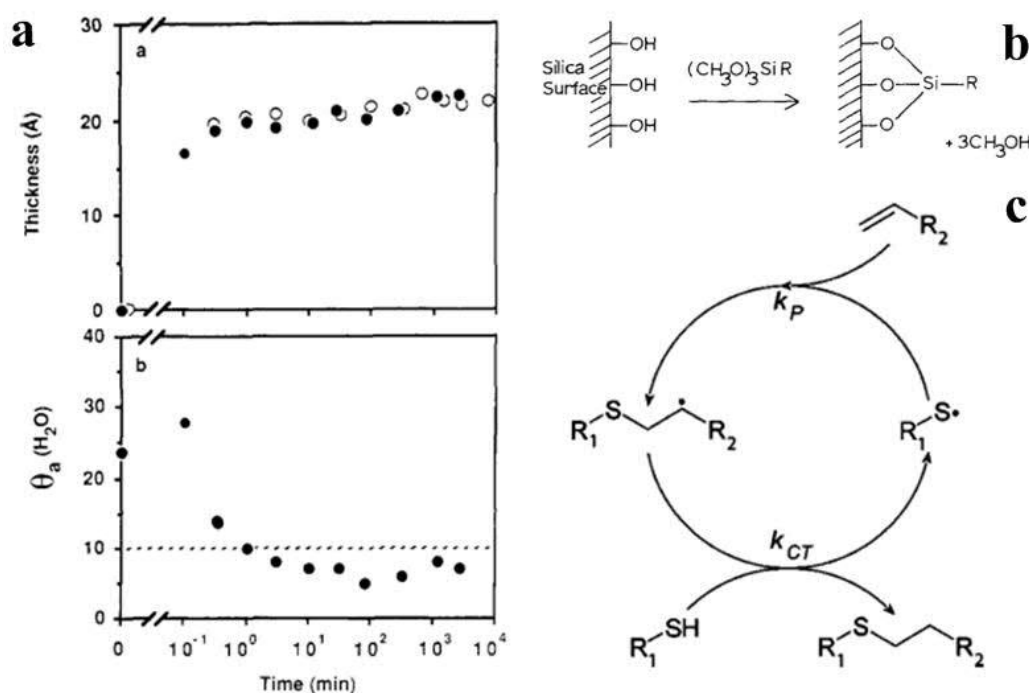 a
a
Thickness (Å)
30
20
10
0
b
θa (H₂O)
40
30
20
10
0
0 10⁻¹ 10⁰ 10¹ 10² 10³ 10⁴
Time (min)
b
Silica
Surface
OH
OH
OH
(CH₃O)₃SiR
O
O Si R
O
+ 3CH₃OH
c
R₂
kP
S
R₁ R₂
S•
R₁
kCT
SH
R₁
S
R₁ R₂